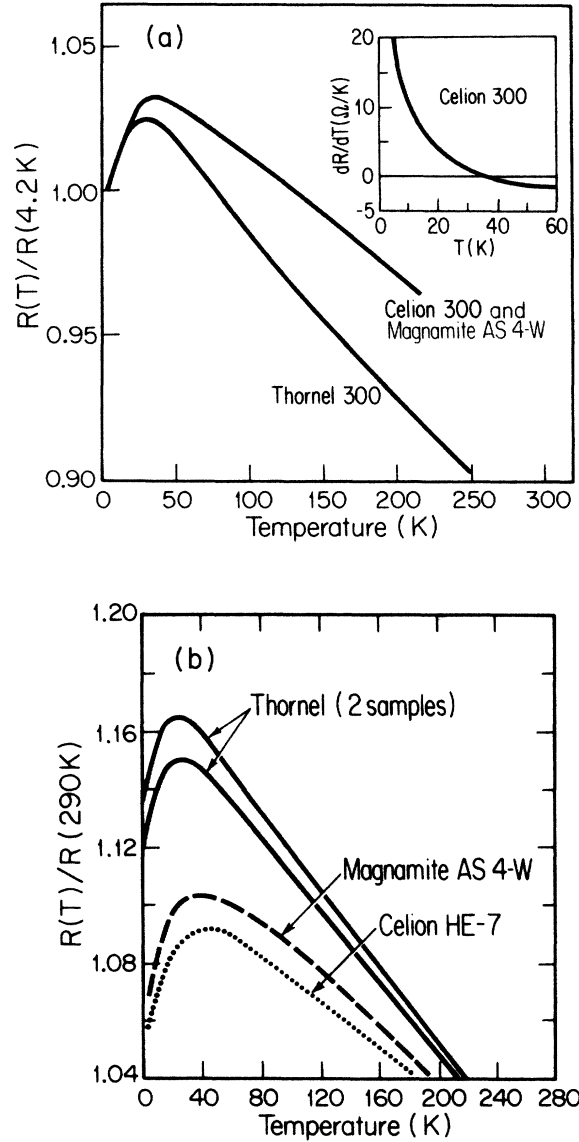 (a)
1.05
1.00
0.95
0.90
R(T)/R(4.2K)
0
50
100
150
200
250
300
Temperature (K)
Celion 300 and
Magnamite AS 4-W
Thornel 300
20
10
0
-5
dR/dT(Ω/K)
Celion 300
0
20
40
60
T(K)
(b)
1.20
1.16
1.12
1.08
1.04
R(T)/R(290K)
Thornel (2 samples)
Magnamite AS 4-W
Celion HE-7
0
40
80
120
160
200
240
280
Temperature (K)